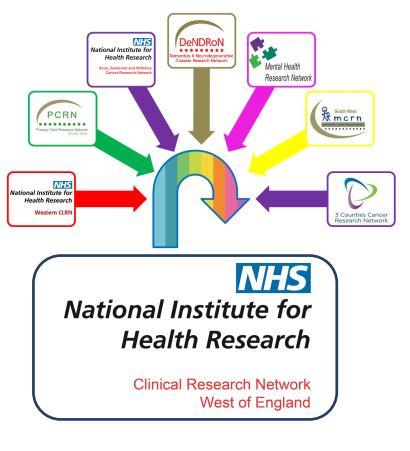 DeNDRoN
Dementias & Neurodegenerative
Diseases Research Network
NHS
National Institute for
Health Research
Avon, Somerset and Wiltshire
Cancer Research Network
Mental Health
Research Network
PCRN
Primary Care Research Network
South West
South West
mcrn
NHS
National Institute for
Health Research
Western CLRN
3 Counties Cancer
Research Network
NHS
National Institute for
Health Research
Clinical Research Network
West of England